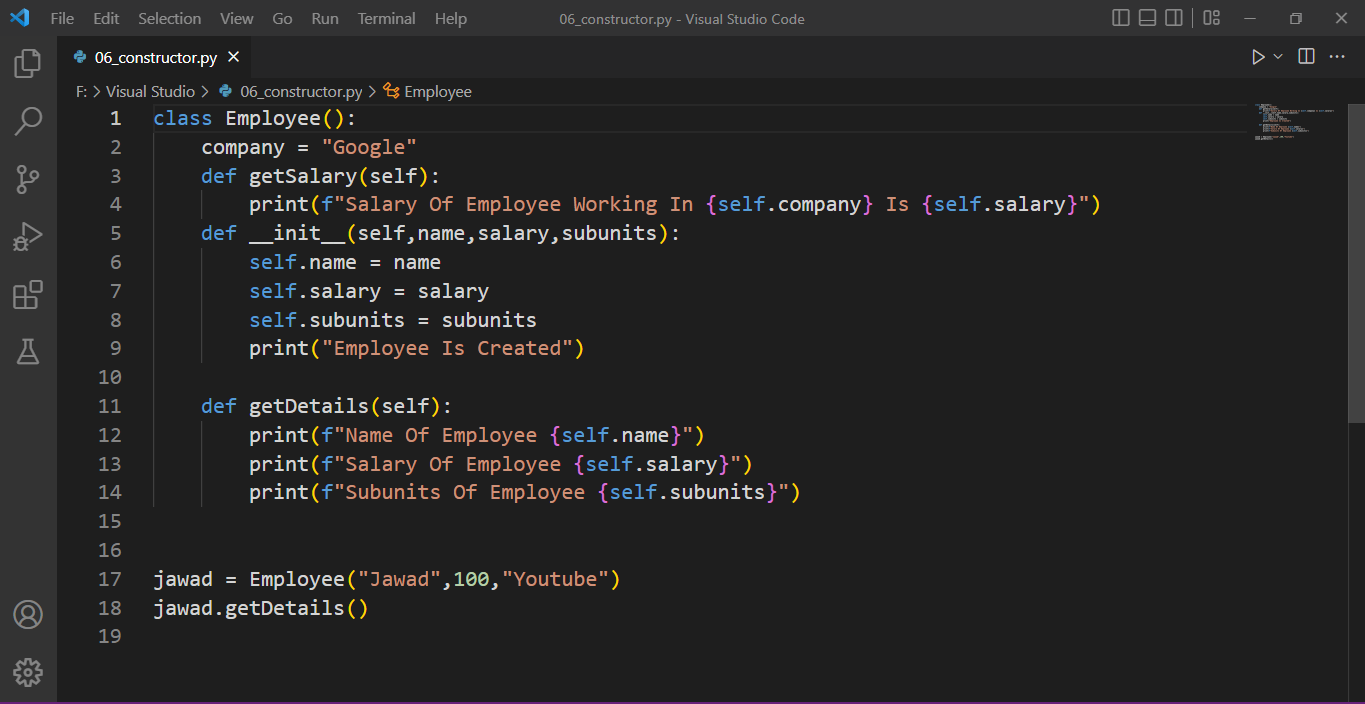 File Edit Selection View Go Run Terminal Help 06_constructor.py - Visual Studio Code
06_constructor.py
F: > Visual Studio > 06_constructor.py > Employee
1 class Employee():
2     company = "Google"
3     def getSalary(self):
4         print(f"Salary Of Employee Working In {self.company} Is {self.salary}")
5     def __init__(self,name,salary,subunits):
6         self.name = name
7         self.salary = salary
8         self.subunits = subunits
9         print("Employee Is Created")
10
11     def getDetails(self):
12         print(f"Name Of Employee {self.name}")
13         print(f"Salary Of Employee {self.salary}")
14         print(f"Subunits Of Employee {self.subunits}")
15
16
17 jawad = Employee("Jawad",100,"Youtube")
18 jawad.getDetails()
19